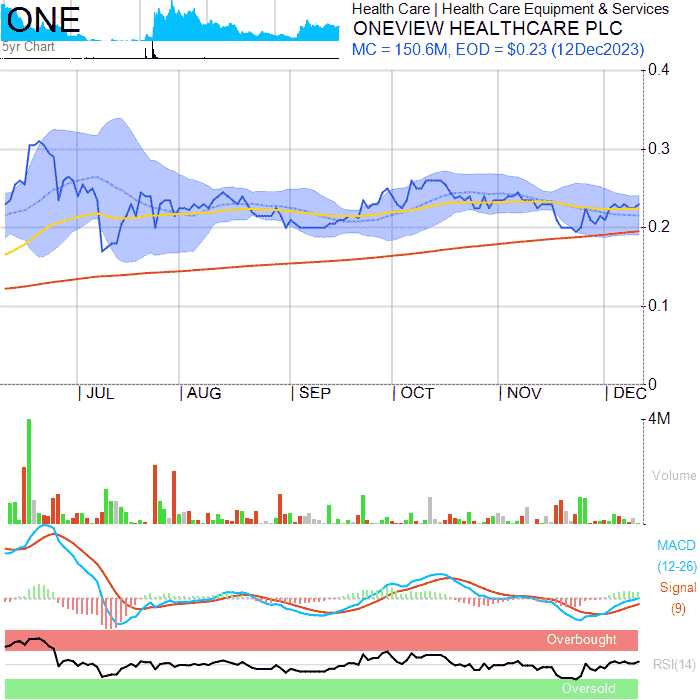 ONE
5yr Chart
Health Care | Health Care Equipment & Services
ONEVIEW HEALTHCARE PLC
MC = 150.6M, EOD = $0.23 (12Dec2023)
0.4
0.3
0.2
0.1
0
| JUL | AUG | SEP | OCT | NOV | DEC
4M
Volume
MACD
(12-26)
Signal
(9)
Overbought
RSI(14)
Oversold